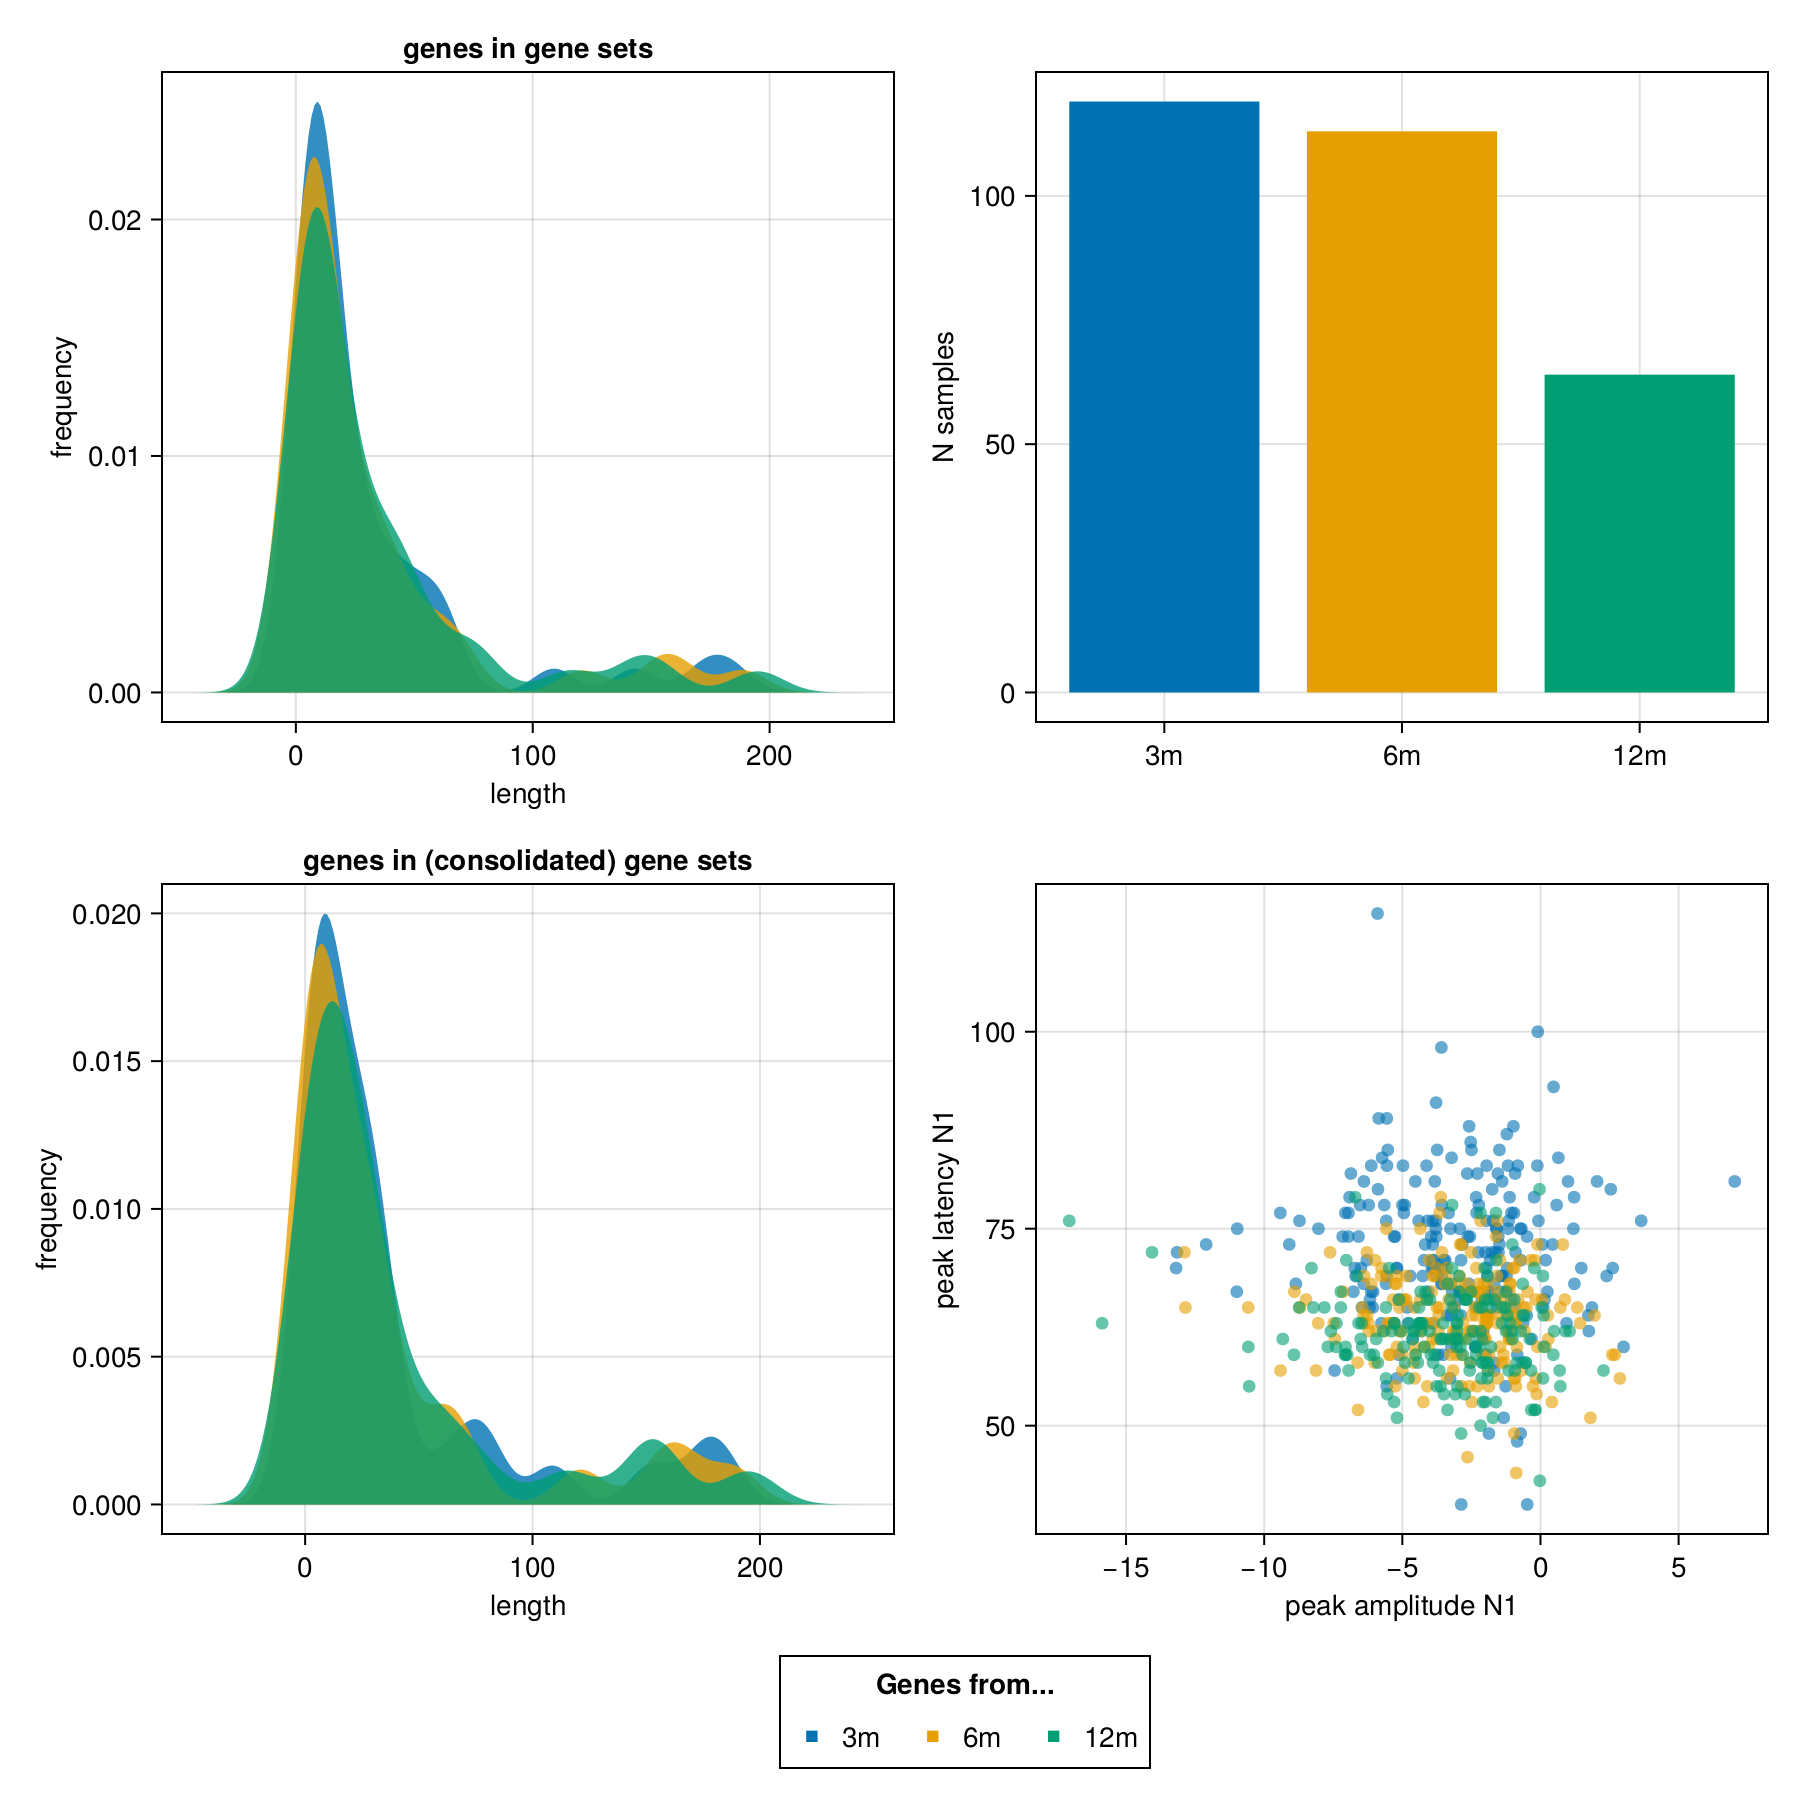 genes in gene sets
frequency
0.02
0.01
0.00
0
100
200
length
N samples
100
50
0
3m
6m
12m
genes in (consolidated) gene sets
frequency
0.020
0.015
0.010
0.005
0.000
0
100
200
length
peak latency N1
100
75
50
−15
−10
−5
0
5
peak amplitude N1
Genes from...
3m
6m
12m